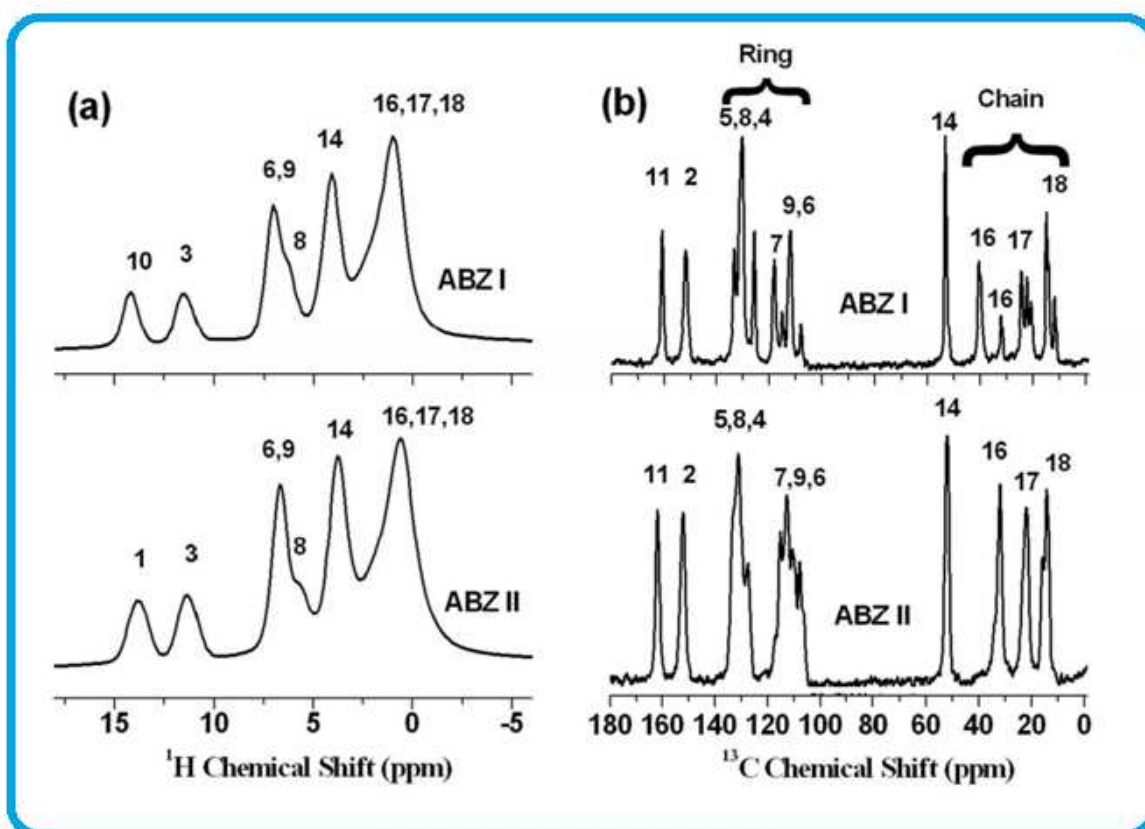 (a)
16,17,18
14
6,9
8
10
3
ABZ I
16,17,18
14
6,9
8
1
3
ABZ II
15 10 5 0 -5
¹H Chemical Shift (ppm)
(b)
Ring
Chain
5,8,4
14
11 2
9,6
7
18
16 17
16
ABZ I
14
5,8,4
11 2
7,9,6
16
17
18
ABZ II
180 160 140 120 100 80 60 40 20 0
¹³C Chemical Shift (ppm)